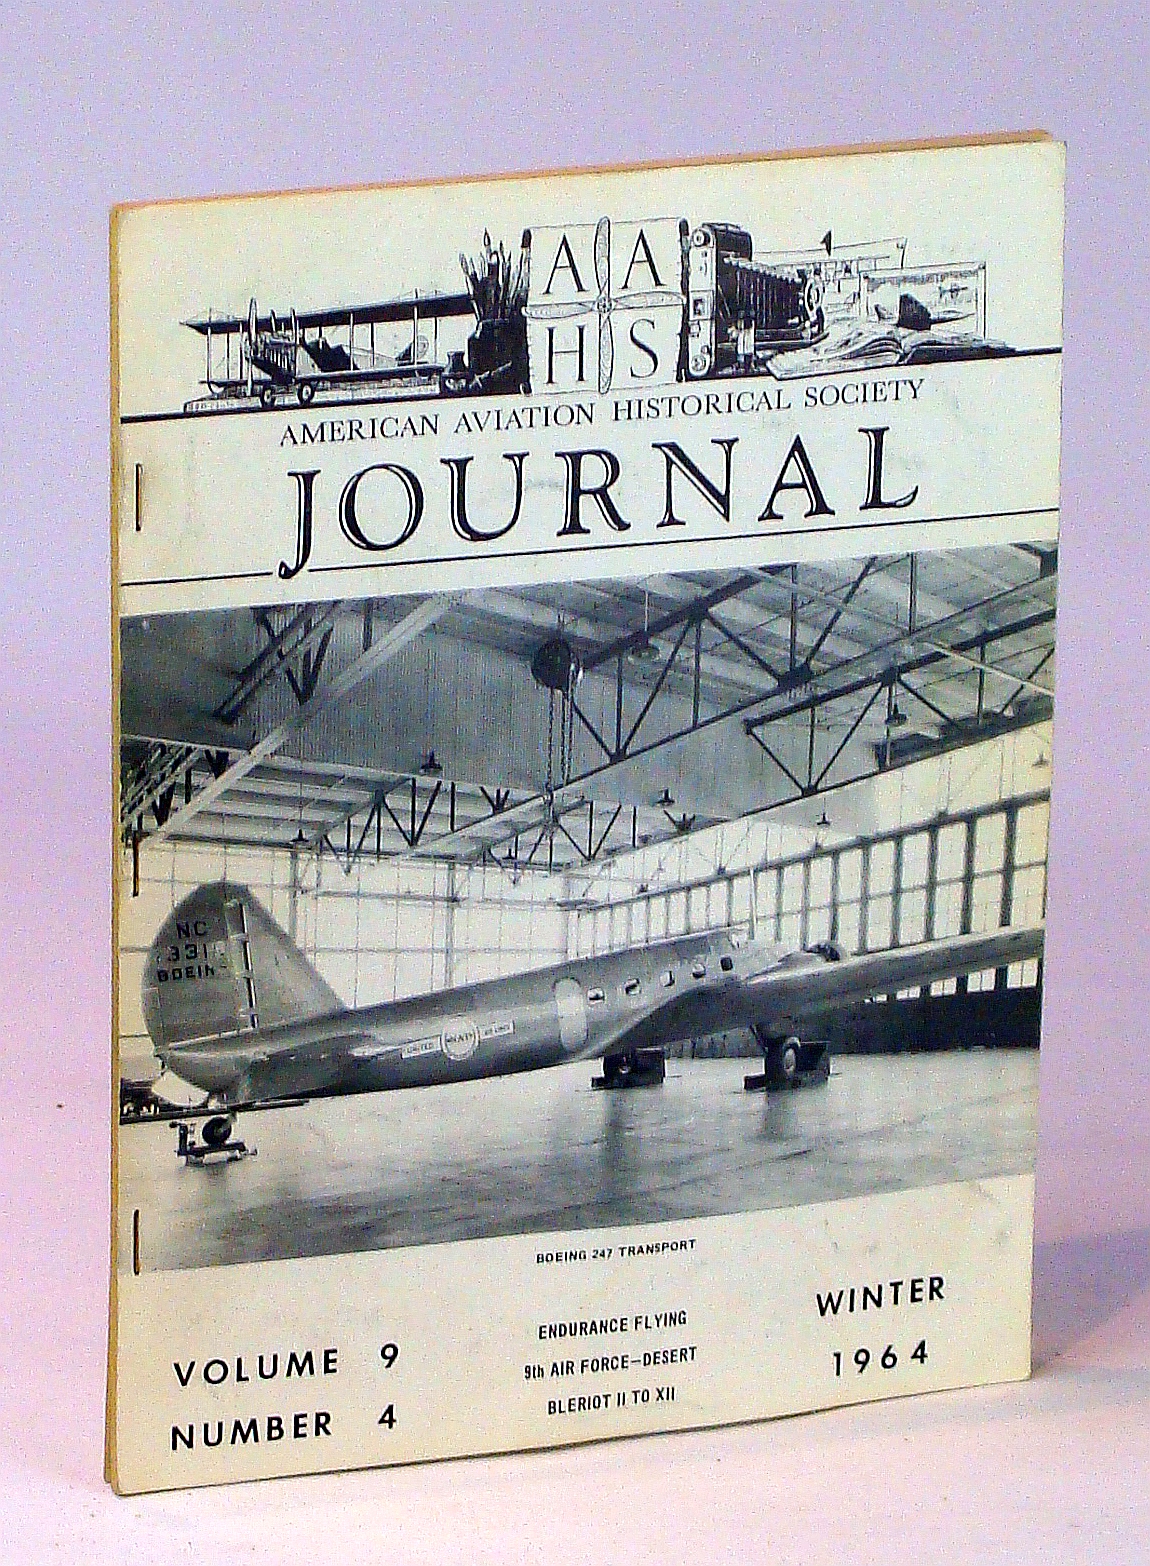 A A
H S
AMERICAN AVIATION HISTORICAL SOCIETY
JOURNAL
NC
331
BOEIN
UNITED
BOEING 247 TRANSPORT
VOLUME 9
NUMBER 4
ENDURANCE FLYING
9th AIR FORCE—DESERT
BLERIOT II TO XII
WINTER
1964